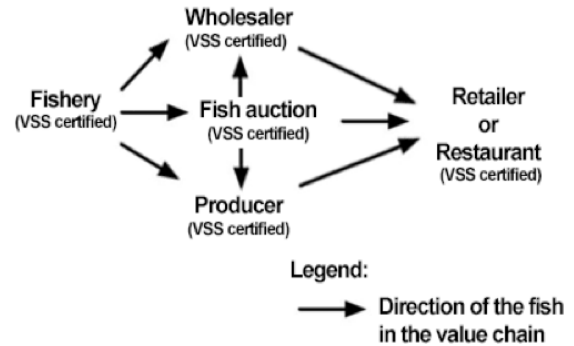 Wholesaler
(VSS certified)
Fishery
(VSS certified)
Fish auction
(VSS certified)
Retailer
or
Restaurant
(VSS certified)
Producer
(VSS certified)
Legend:
Direction of the fish
in the value chain